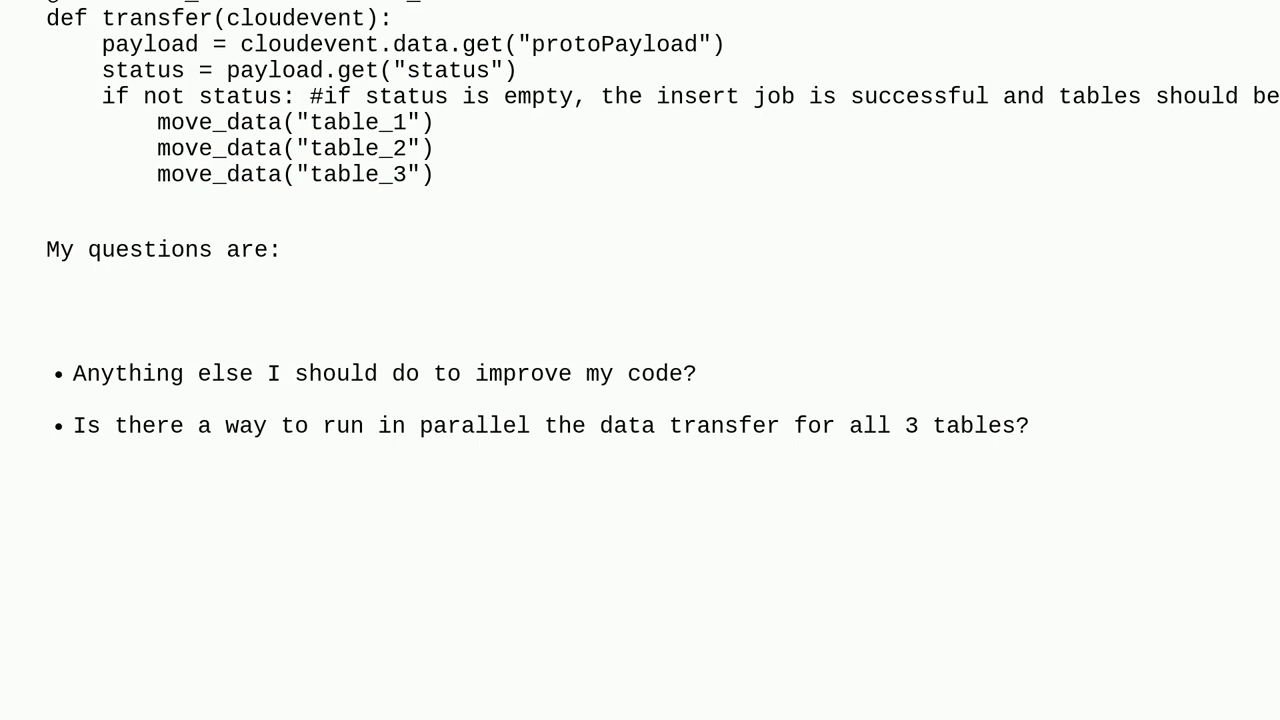 def transfer(cloudevent):
    payload = cloudevent.data.get("protoPayload")
    status = payload.get("status")
    if not status: #if status is empty, the insert job is successful and tables should be
        move_data("table_1")
        move_data("table_2")
        move_data("table_3")
My questions are:
• Anything else I should do to improve my code?
• Is there a way to run in parallel the data transfer for all 3 tables?